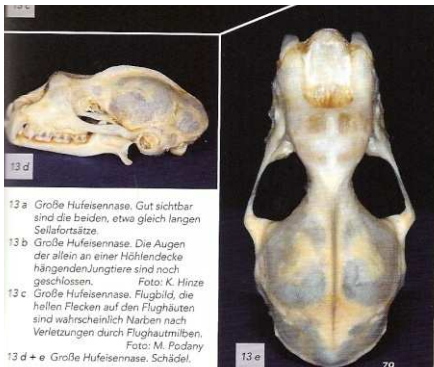 13 c
13 d
13 a Große Hufeisennase. Gut sichtbar
sind die beiden, etwa gleich langen
Sellafortsätze.
13 b Große Hufeisennase. Die Augen
der allein an einer Höhlendecke
hängendenJungtiere sind noch
geschlossen. Foto: K. Hinze
13 c Große Hufeisennase. Flugbild, die
hellen Flecken auf den Flughäuten
sind wahrscheinlich Narben nach
Verletzungen durch Flughautmilben.
Foto: M. Podany
13 d + e Große Hufeisennase. Schädel.
13 e
79